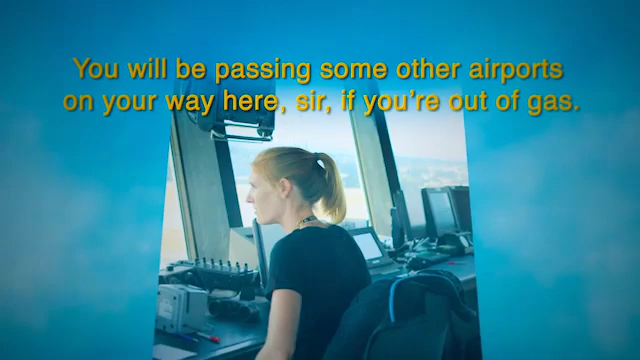 You will be passing some other airports
on your way here, sir, if you're out of gas.